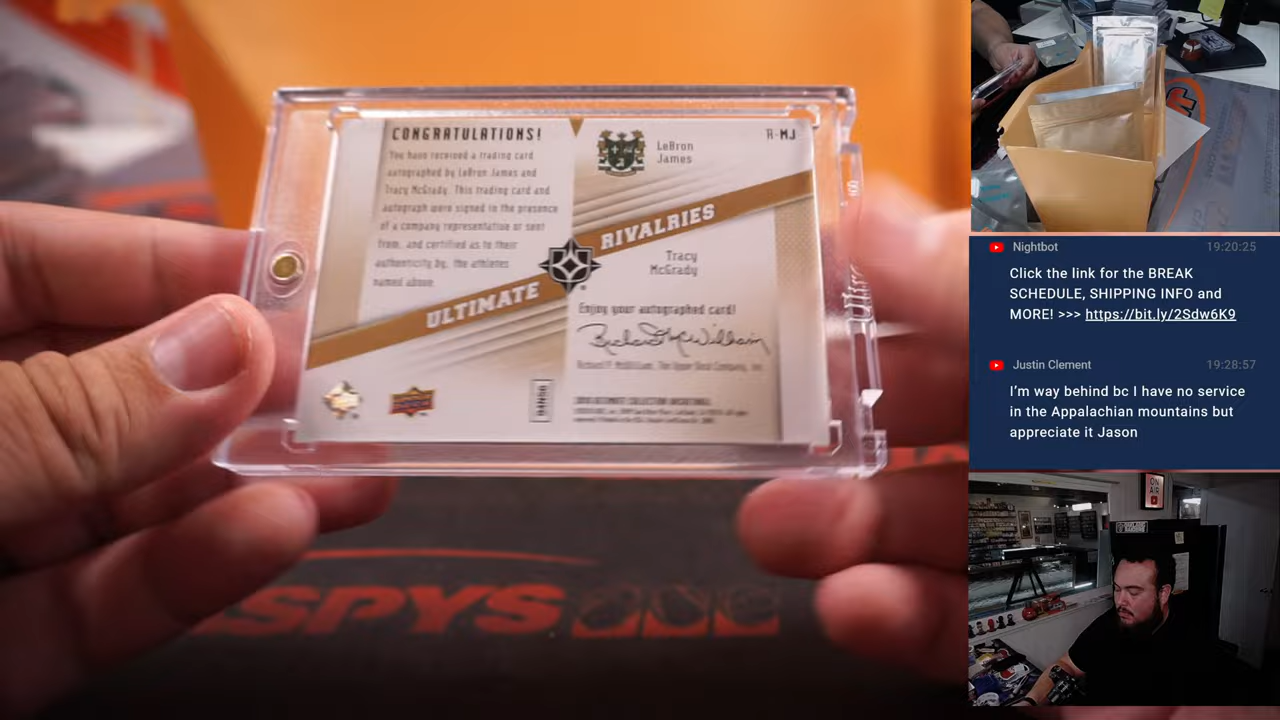 CONGRATULATIONS!
You have received a trading card
autographed by LeBron James and
Tracy McGrady. This trading card and
autograph were signed in the presence
of a company representative or sent
from, and certified as to their
authenticity by, the athletes
named above.
LeBron
James
R-MJ
ULTIMATE RIVALRIES
Tracy
McGrady
Enjoy your autographed card!
Richard McWilliam
Richard P. McWilliam, The Upper Deck Company,
SPYS
Nightbot 19:20:25
Click the link for the BREAK
SCHEDULE, SHIPPING INFO and
MORE! >>> https://bit.ly/2Sdw6K9
Justin Clement 19:28:57
I'm way behind bc I have no service
in the Appalachian mountains but
appreciate it Jason
ON
AIR